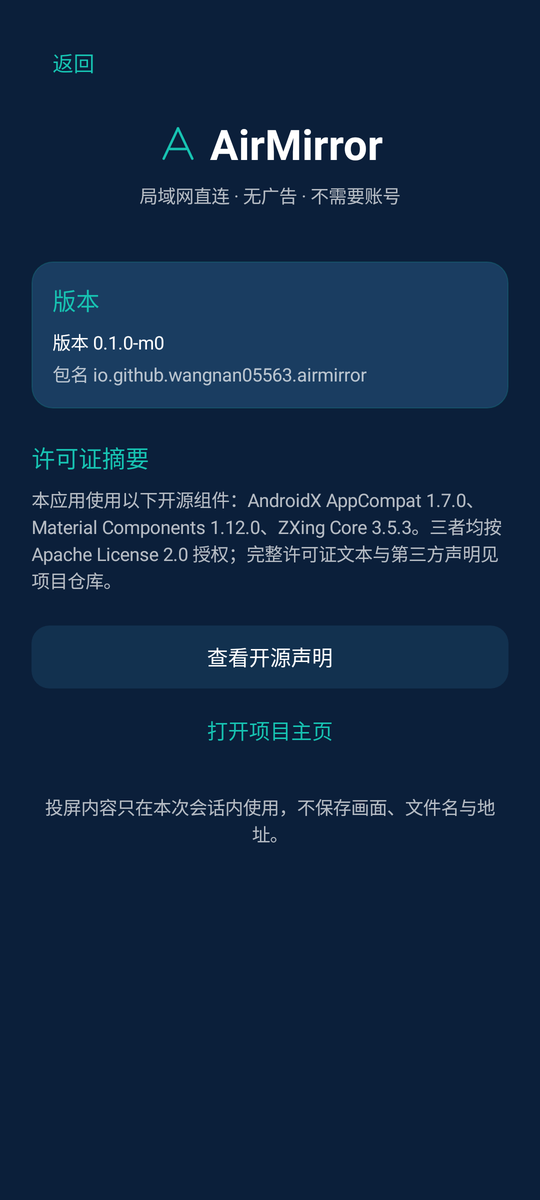 返回
AirMirror
局域网直连 · 无广告 · 不需要账号
版本
版本 0.1.0-m0
包名 io.github.wangnan05563.airmirror
许可证摘要
本应用使用以下开源组件：AndroidX AppCompat 1.7.0、
Material Components 1.12.0、ZXing Core 3.5.3。三者均按
Apache License 2.0 授权；完整许可证文本与第三方声明见
项目仓库。
查看开源声明
打开项目主页
投屏内容只在本次会话内使用，不保存画面、文件名与地
址。